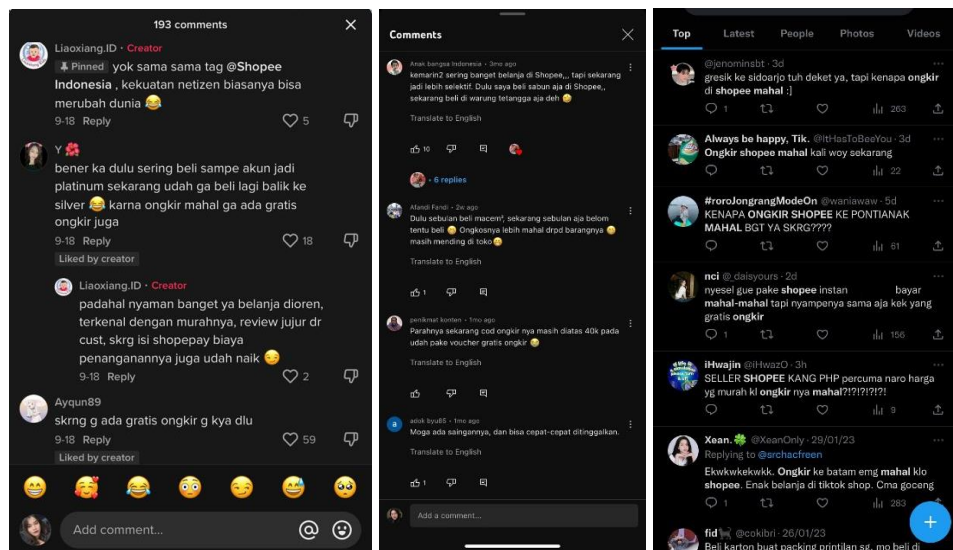 193 comments
Liaoxiang.ID · Creator
Pinned yok sama sama tag @Shopee
Indonesia , kekuatan netizen biasanya bisa
merubah dunia 😂
9-18 Reply
5
Y 🌺
bener ka dulu sering beli sampe akun jadi
platinum sekarang udah ga beli lagi balik ke
silver 😂 karna ongkir mahal ga ada gratis
ongkir juga
9-18 Reply
18
Liked by creator
Liaoxiang.ID · Creator
padahal nyaman banget ya belanja dioren,
terkenal dengan murahnya, review jujur dr
cust, skrg isi shopepay biaya
penanganannya juga udah naik 😏
9-18 Reply
2
Ayqun89
skrng g ada gratis ongkir g kya dlu
9-18 Reply
59
Liked by creator
😁 🥰 😂 😳 😏 😅 🥺
Add comment...
Comments
Anak bangsa Indonesia · 3mo ago
kemarin2 sering banget belanja di Shopee,,, tapi sekarang
jadi lebih selektif. Dulu saya beli sabun aja di Shopee,,
sekarang beli di warung tetangga aja deh 🤣
Translate to English
10
6 replies
Afandi Fandi · 2w ago
Dulu sebulan beli macem², sekarang sebulan aja belom
tentu beli 😄 Ongkosnya lebih mahal drpd barangnya 😄
masih mending di toko😄
Translate to English
1
penikmat konten · 1mo ago
Parahnya sekarang cod ongkir nya masih diatas 40k pada
udah pake voucher gratis ongkir 😂
Translate to English
a
adok byu65 · 1mo ago
Moga ada saingannya, dan bisa cepat-cepat ditinggalkan.
Translate to English
1
Add a comment...
Top Latest People Photos Videos
@jenominsbt · 3d
gresik ke sidoarjo tuh deket ya, tapi kenapa ongkir
di shopee mahal :]
1 263
Always be happy, Tik. @ItHasToBeeYou · 3d
Ongkir shopee mahal kali woy sekarang
22
#roroJongrangModeOn @waniawaw · 5d
KENAPA ONGKIR SHOPEE KE PONTIANAK
MAHAL BGT YA SKRG????
61
nci @_daisyours · 2d
nyesel gue pake shopee instan bayar
mahal-mahal tapi nyampenya sama aja kek yang
gratis ongkir
1 156
iHwajin @iHwazO · 3h
SELLER SHOPEE KANG PHP percuma naro harga
yg murah kl ongkir nya mahal?!?!?!?!?!
9
Xean.🍀 @XeanOnly · 29/01/23
Replying to @srchacfreen
Ekwkwkekwkk. Ongkir ke batam emg mahal klo
shopee. Enak belanja di tiktok shop. Cma goceng
1 283
fid🐈‍⬛ @cokibri · 26/01/23
Beli karton buat packing printilan sg, mo beli di